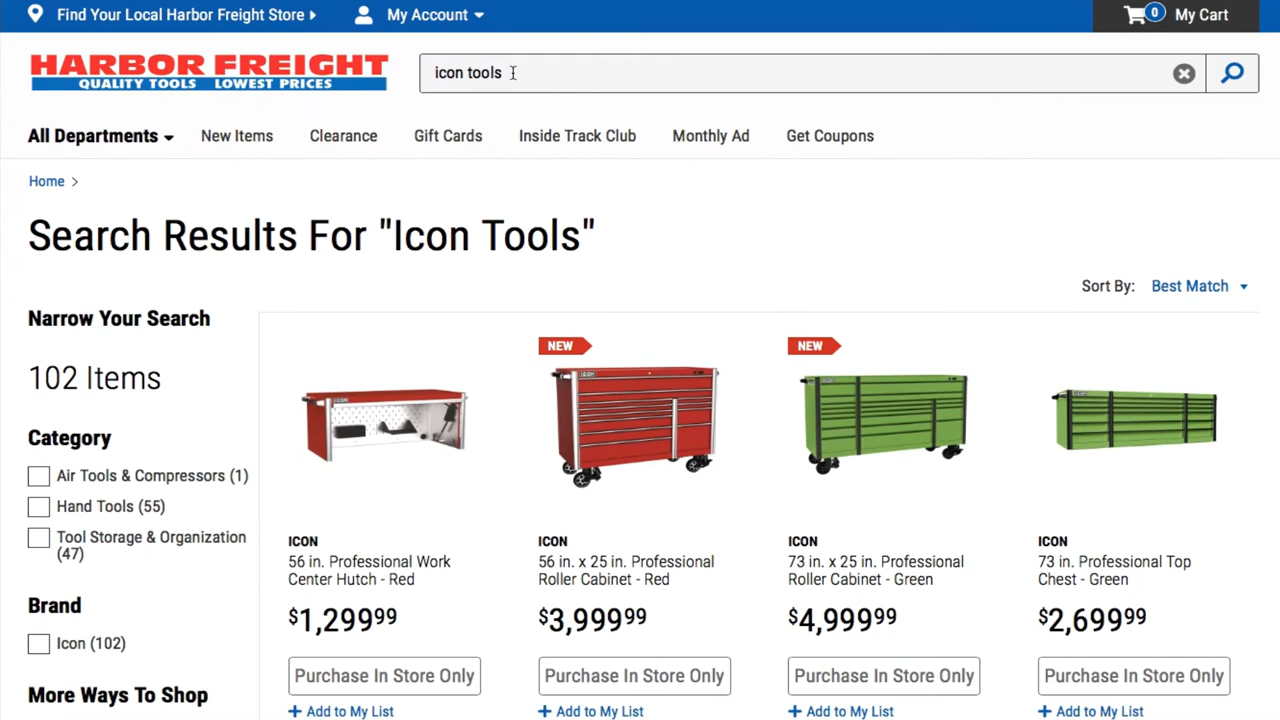 Find Your Local Harbor Freight Store
My Account
0
My Cart
HARBOR FREIGHT
QUALITY TOOLS LOWEST PRICES
icon tools
All Departments
New Items
Clearance
Gift Cards
Inside Track Club
Monthly Ad
Get Coupons
Home >
Search Results For "Icon Tools"
Sort By: Best Match
Narrow Your Search
102 Items
Category
Air Tools & Compressors (1)
Hand Tools (55)
Tool Storage & Organization
(47)
Brand
Icon (102)
More Ways To Shop
ICON
56 in. Professional Work
Center Hutch - Red
$1,29999
Purchase In Store Only
+ Add to My List
NEW
ICON
56 in. x 25 in. Professional
Roller Cabinet - Red
$3,99999
Purchase In Store Only
+ Add to My List
NEW
ICON
73 in. x 25 in. Professional
Roller Cabinet - Green
$4,99999
Purchase In Store Only
+ Add to My List
ICON
73 in. Professional Top
Chest - Green
$2,69999
Purchase In Store Only
+ Add to My List